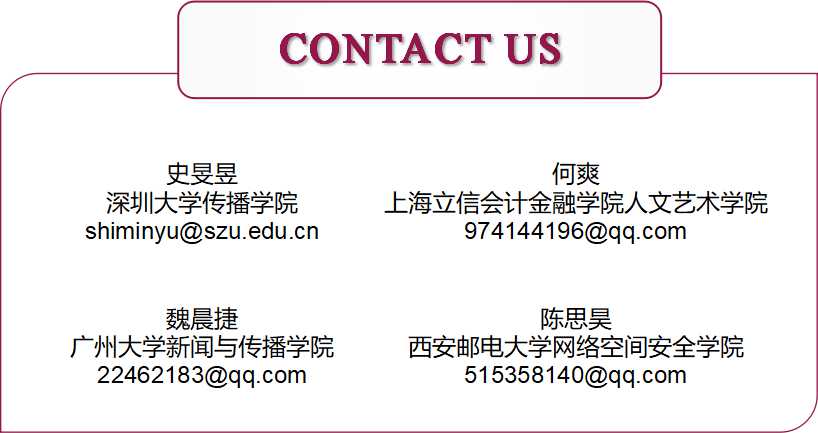 CONTACT US
史旻昱
深圳大学传播学院
shiminyu@szu.edu.cn
何爽
上海立信会计金融学院人文艺术学院
974144196@qq.com
魏晨捷
广州大学新闻与传播学院
22462183@qq.com
陈思昊
西安邮电大学网络空间安全学院
515358140@qq.com